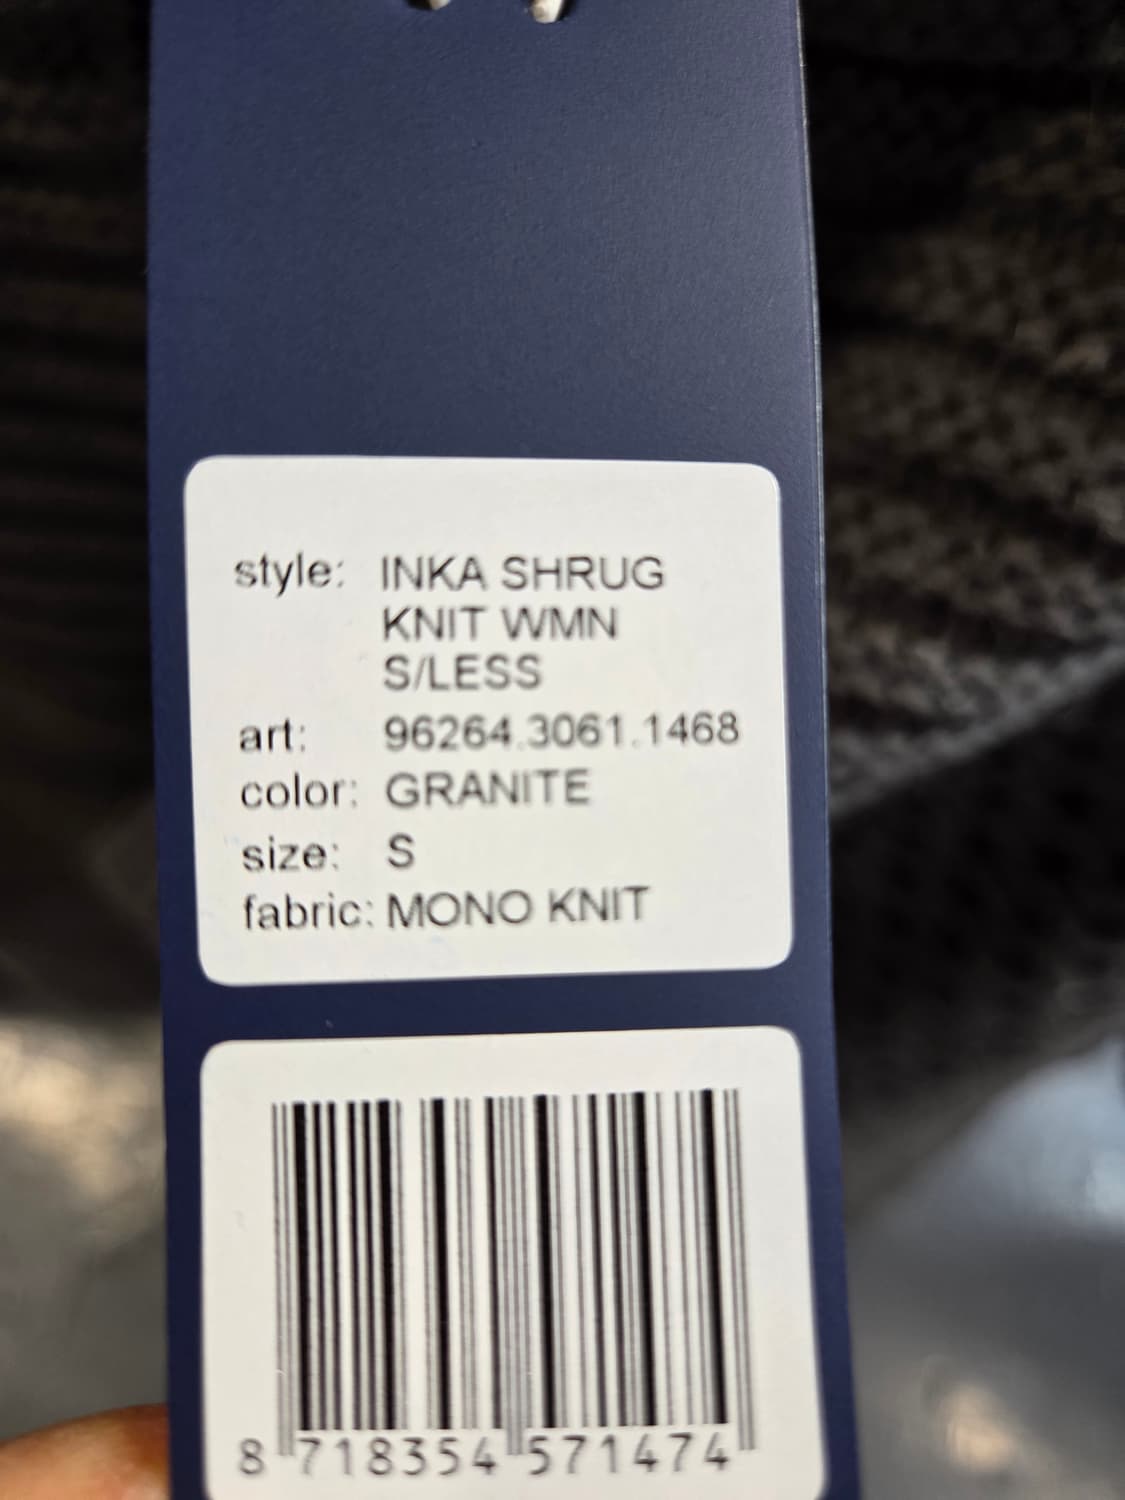 style: INKA SHRUG
KNIT WMN
S/LESS
art: 96264.3061.1468
color: GRANITE
size: S
fabric: MONO KNIT
8 718354 571474